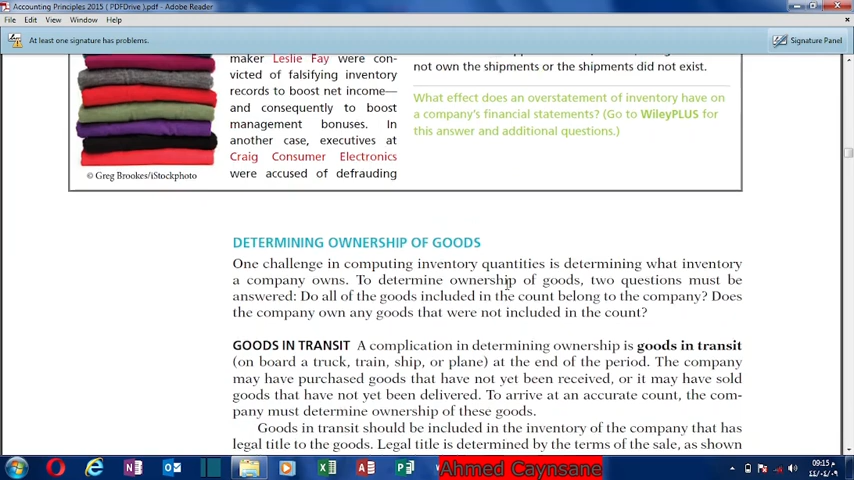 Accounting Principles 2015 ( PDFDrive ).pdf - Adobe Reader
File Edit View Window Help
At least one signature has problems.
Signature Panel
maker Leslie Fay were con-
victed of falsifying inventory
records to boost net income—
and consequently to boost
management bonuses. In
another case, executives at
Craig Consumer Electronics
were accused of defrauding
not own the shipments or the shipments did not exist.
What effect does an overstatement of inventory have on
a company's financial statements? (Go to WileyPLUS for
this answer and additional questions.)
© Greg Brookes/iStockphoto
DETERMINING OWNERSHIP OF GOODS
One challenge in computing inventory quantities is determining what inventory
a company owns. To determine ownership of goods, two questions must be
answered: Do all of the goods included in the count belong to the company? Does
the company own any goods that were not included in the count?
GOODS IN TRANSIT A complication in determining ownership is goods in transit
(on board a truck, train, ship, or plane) at the end of the period. The company
may have purchased goods that have not yet been received, or it may have sold
goods that have not yet been delivered. To arrive at an accurate count, the com-
pany must determine ownership of these goods.
Goods in transit should be included in the inventory of the company that has
legal title to the goods. Legal title is determined by the terms of the sale, as shown
Ahmed Caynsane
09:15 م